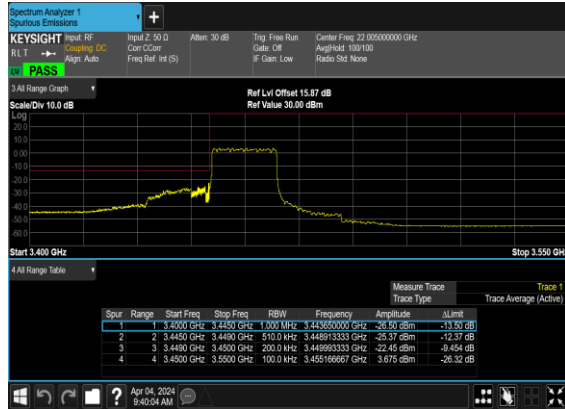 Spectrum Analyzer 1
Spurious Emissions
+
KEYSIGHT Input: RF Input Z: 50 Ω Atten: 30 dB Trig: Free Run Center Freq: 22.005000000 GHz
RLT Coupling: DC Corr CCorr Gate: Off Avg|Hold: 100/100
Align: Auto Freq Ref: Int (S) IF Gain: Low Radio Std: None
PASS
3 All Range Graph
Ref Lvl Offset 15.87 dB
Scale/Div 10.0 dB Ref Value 30.00 dBm
Log
20.0
10.0
0.00
-10.0
-20.0
-30.0
-40.0
-50.0
-60.0
Start 3.400 GHz Stop 3.550 GHz
4 All Range Table
Measure Trace Trace 1
Trace Type Trace Average (Active)
Spur Range Start Freq Stop Freq RBW Frequency Amplitude ΔLimit
1 1 3.4000 GHz 3.4450 GHz 1.000 MHz 3.443650000 GHz -26.50 dBm -13.50 dB
2 2 3.4450 GHz 3.4490 GHz 510.0 kHz 3.448913333 GHz -25.37 dBm -12.37 dB
3 3 3.4490 GHz 3.4500 GHz 200.0 kHz 3.449993333 GHz -22.45 dBm -9.454 dB
4 4 3.4500 GHz 3.5500 GHz 100.0 kHz 3.455166667 GHz 3.675 dBm -26.32 dB
? Apr 04, 2024
9:40:04 AM